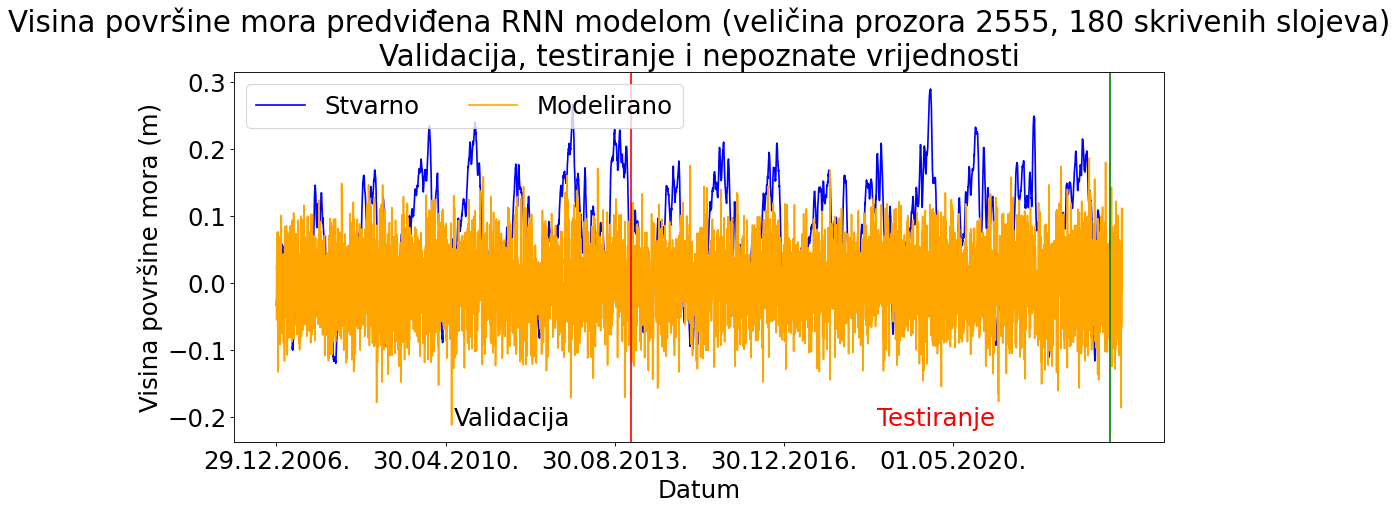 Visina površine mora predviđena RNN modelom (veličina prozora 2555, 180 skrivenih slojeva)
Validacija, testiranje i nepoznate vrijednosti
Stvarno
Modelirano
Visina površine mora (m)
0.3
0.2
0.1
0.0
−0.1
−0.2
Validacija
Testiranje
29.12.2006.
30.04.2010.
30.08.2013.
30.12.2016.
01.05.2020.
Datum